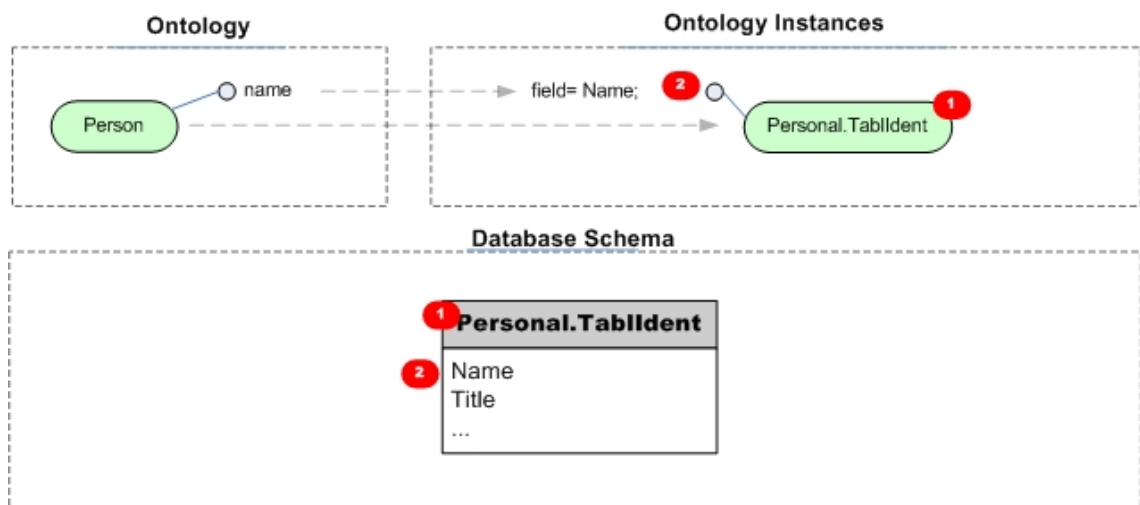 Ontology
Ontology Instances
name
field= Name;
2
1
Person
Personal.TablIdent
Database Schema
1
Personal.TablIdent
2
Name
Title
...